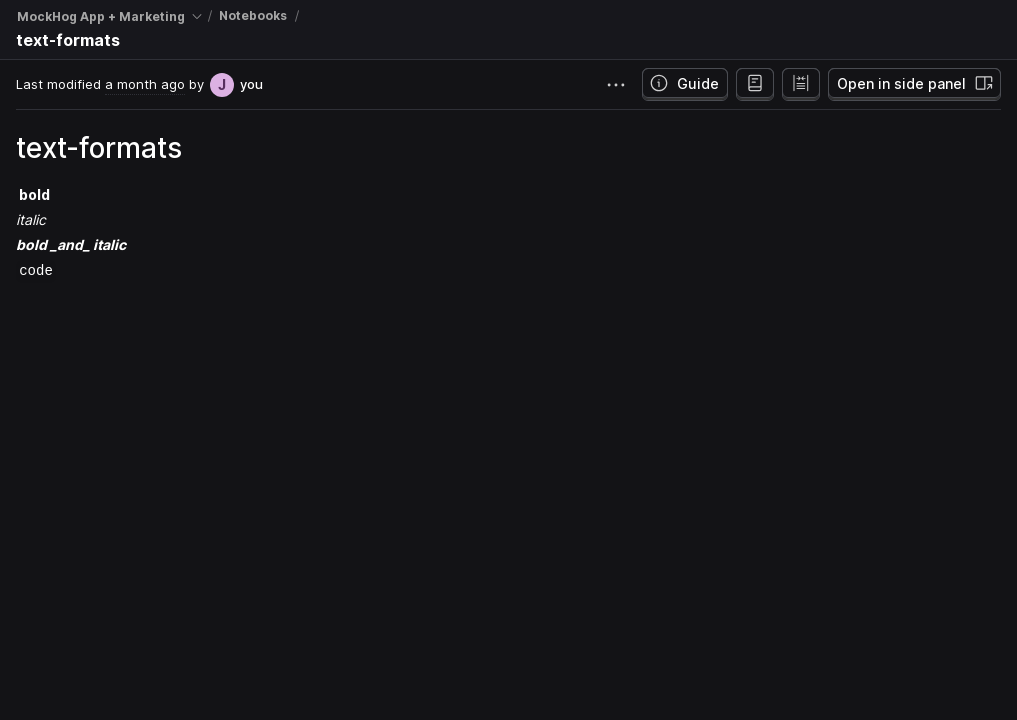 MockHog App + Marketing / Notebooks /
text-formats
Last modified a month ago by J you
Guide
Open in side panel
text-formats
bold
italic
bold _and_ italic
code